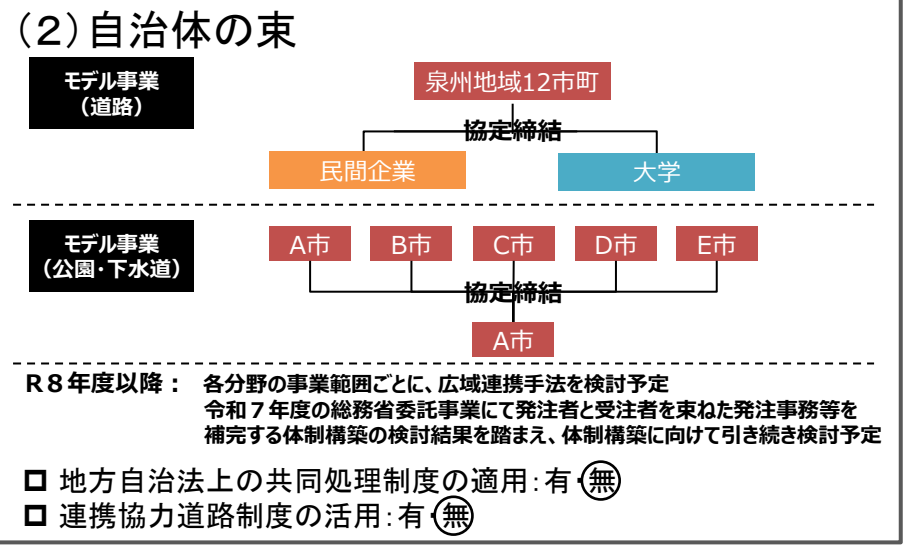 （２）自治体の束
モデル事業
（道路）
泉州地域12市町
協定締結
民間企業
大学
モデル事業
（公園・下水道）
A市
B市
C市
D市
E市
協定締結
A市
R８年度以降： 各分野の事業範囲ごとに、広域連携手法を検討予定
令和７年度の総務省委託事業にて発注者と受注者を束ねた発注事務等を
補完する体制構築の検討結果を踏まえ、体制構築に向けて引き続き検討予定
地方自治法上の共同処理制度の適用：有・無
連携協力道路制度の活用：有・無